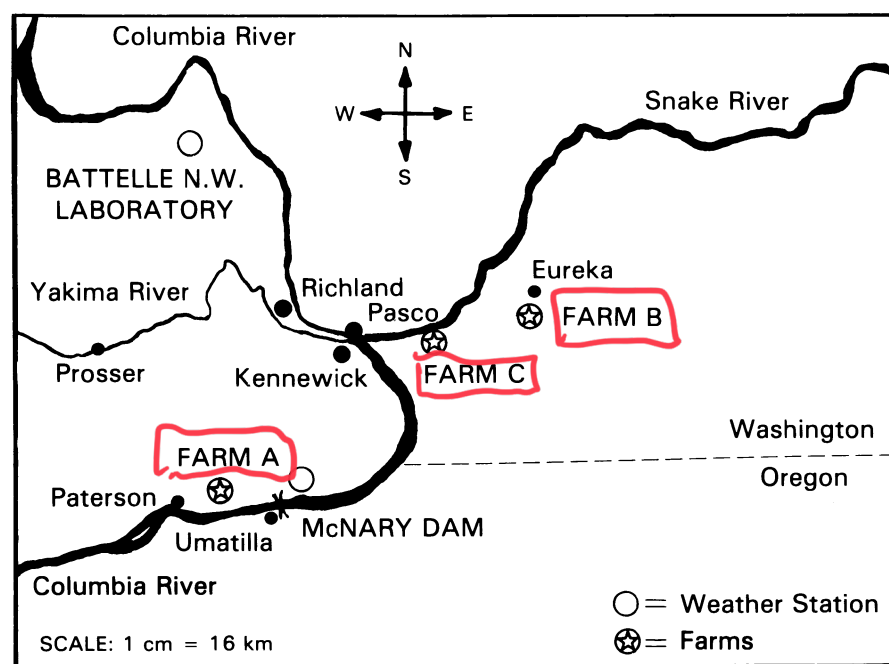 Columbia River
N
W E
S
Snake River
BATTELLE N.W.
LABORATORY
Eureka
Yakima River
Richland
Pasco
FARM B
Prosser
Kennewick
FARM C
Washington
FARM A
Oregon
Paterson
Umatilla
McNARY DAM
Columbia River
= Weather Station
SCALE: 1 cm = 16 km
= Farms